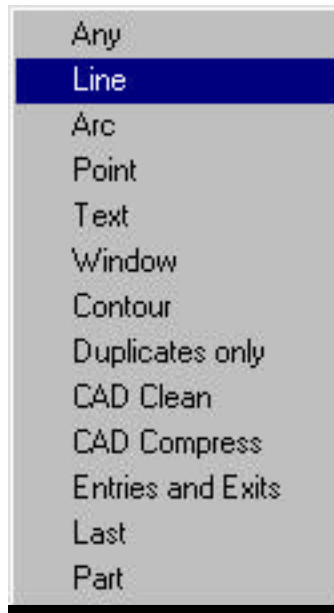 Any
Line
Arc
Point
Text
Window
Contour
Duplicates only
CAD Clean
CAD Compress
Entries and Exits
Last
Part